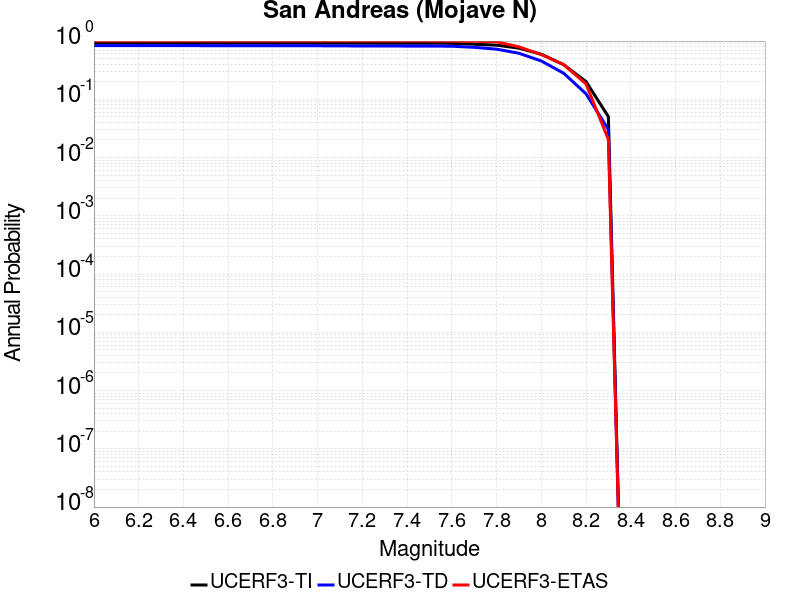 San Andreas (Mojave N)
10^0
10^-1
10^-2
10^-3
10^-4
10^-5
10^-6
10^-7
10^-8
Annual Probability
6 6.2 6.4 6.6 6.8 7 7.2 7.4 7.6 7.8 8 8.2 8.4 8.6 8.8 9
Magnitude
UCERF3-TI UCERF3-TD UCERF3-ETAS